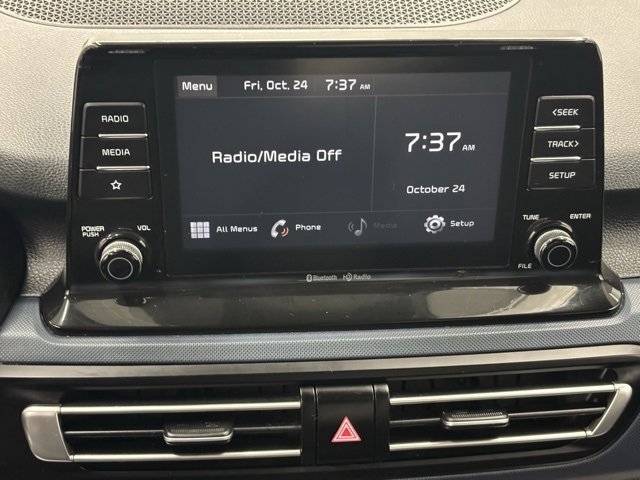 Menu Fri, Oct. 24 7:37 AM
RADIO
MEDIA
Radio/Media Off
7:37 AM
October 24
<SEEK
TRACK>
SETUP
POWER PUSH VOL
All Menus Phone Media Setup
TUNE ENTER
FILE
Bluetooth HD Radio